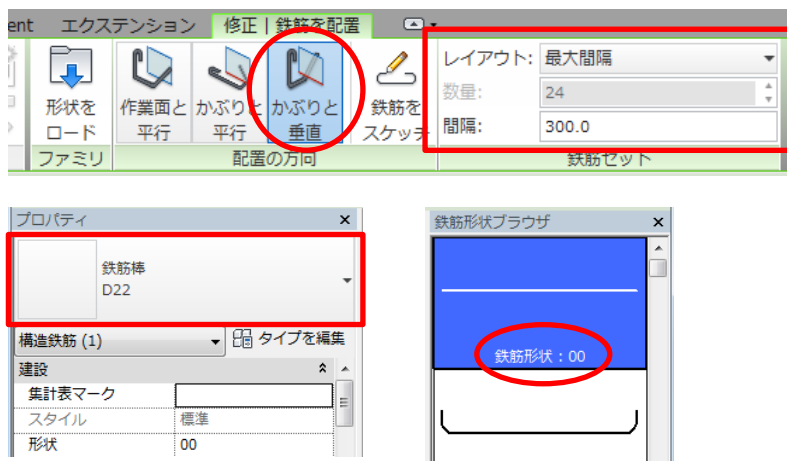 ent エクステンション 修正 | 鉄筋を配置
形状をロード
作業面と平行
かぶりと平行
かぶりと垂直
鉄筋をスケッチ
レイアウト: 最大間隔
数量: 24
間隔: 300.0
ファミリ 配置の方向 鉄筋セット
プロパティ ×
鉄筋棒
D22
構造鉄筋 (1) タイプを編集
建設
集計表マーク
スタイル 標準
形状 00
鉄筋形状ブラウザ ×
鉄筋形状 : 00